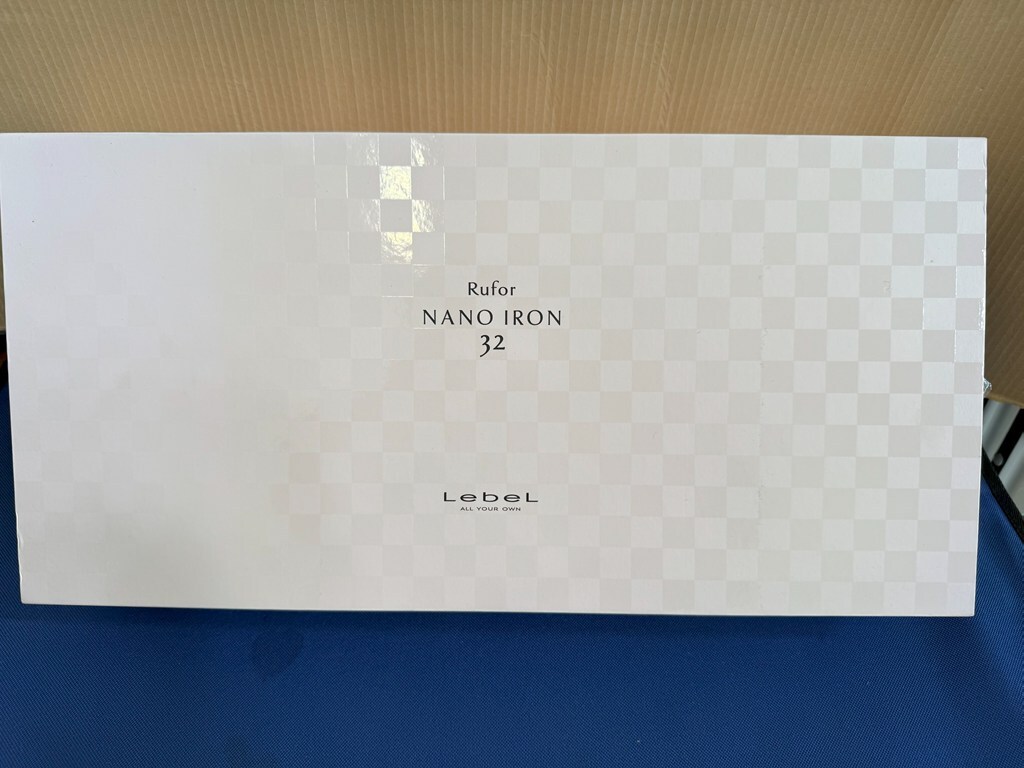 Rufor
NANO IRON
32
LebeL
ALL YOUR OWN